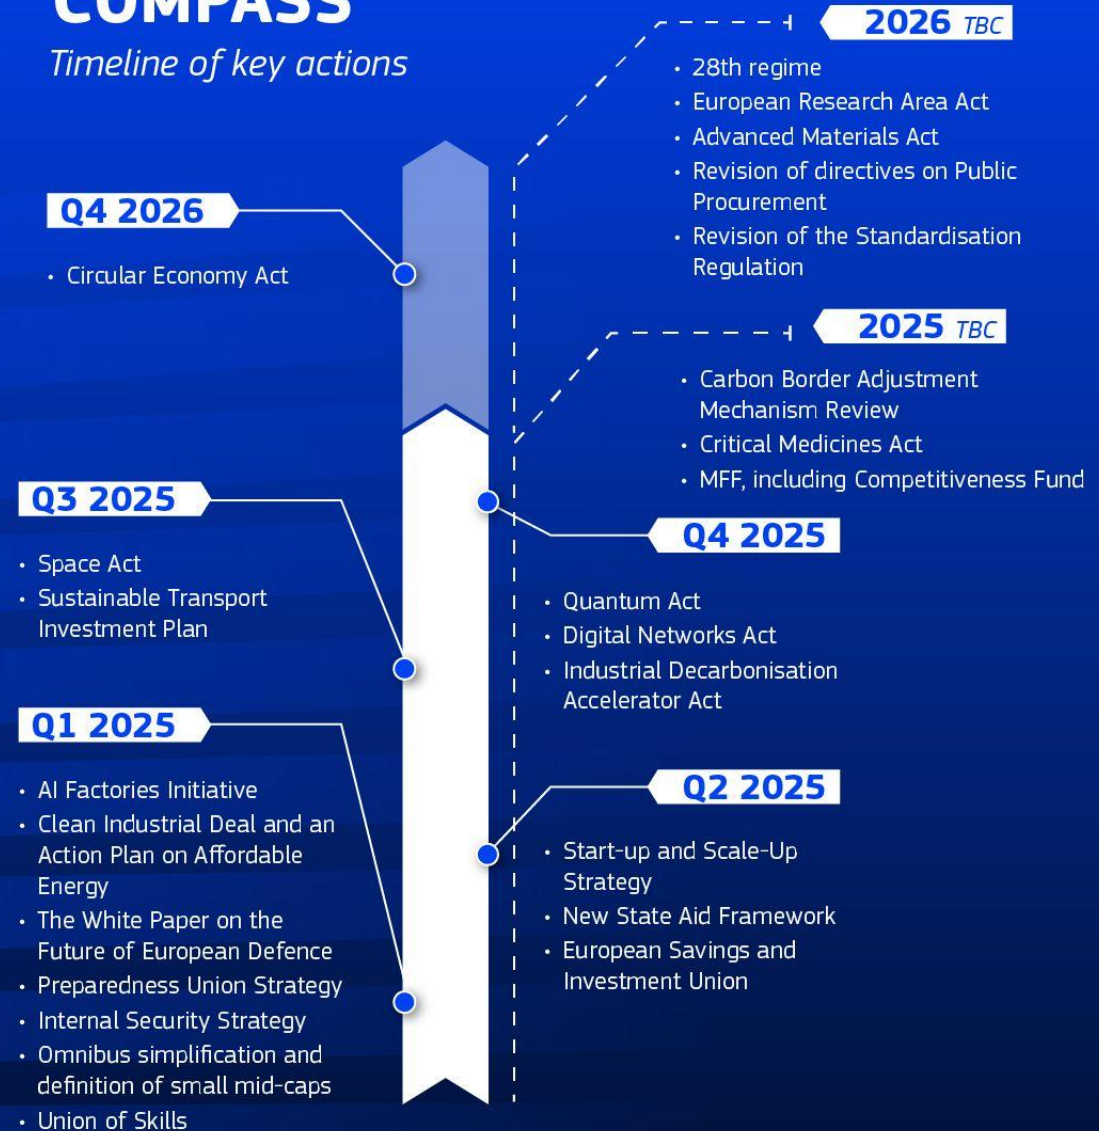 COMPASS
Timeline of key actions
2026 TBC
• 28th regime
• European Research Area Act
• Advanced Materials Act
• Revision of directives on Public
Procurement
• Revision of the Standardisation
Regulation
Q4 2026
• Circular Economy Act
2025 TBC
• Carbon Border Adjustment
Mechanism Review
• Critical Medicines Act
• MFF, including Competitiveness Fund
Q3 2025
• Space Act
• Sustainable Transport
Investment Plan
Q4 2025
• Quantum Act
• Digital Networks Act
• Industrial Decarbonisation
Accelerator Act
Q1 2025
• AI Factories Initiative
• Clean Industrial Deal and an
Action Plan on Affordable
Energy
• The White Paper on the
Future of European Defence
• Preparedness Union Strategy
• Internal Security Strategy
• Omnibus simplification and
definition of small mid-caps
• Union of Skills
Q2 2025
• Start-up and Scale-Up
Strategy
• New State Aid Framework
• European Savings and
Investment Union